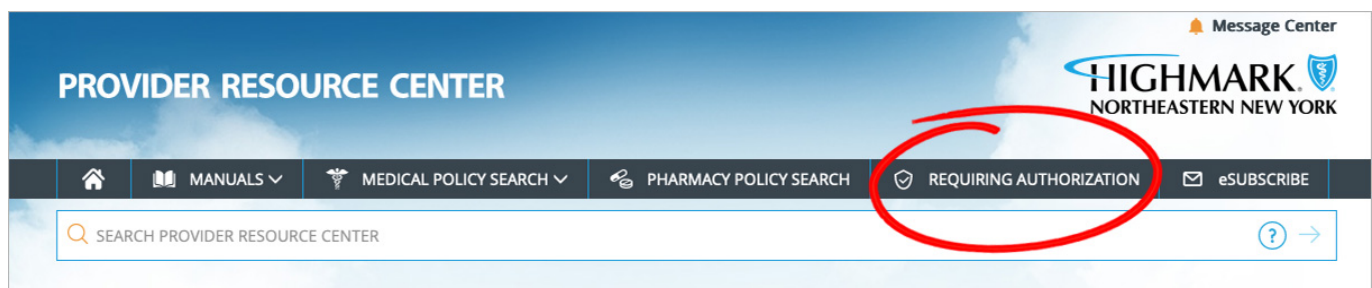 Message Center
PROVIDER RESOURCE CENTER
HIGHMARK.
NORTHEASTERN NEW YORK
MANUALS
MEDICAL POLICY SEARCH
PHARMACY POLICY SEARCH
REQUIRING AUTHORIZATION
eSUBSCRIBE
SEARCH PROVIDER RESOURCE CENTER
?